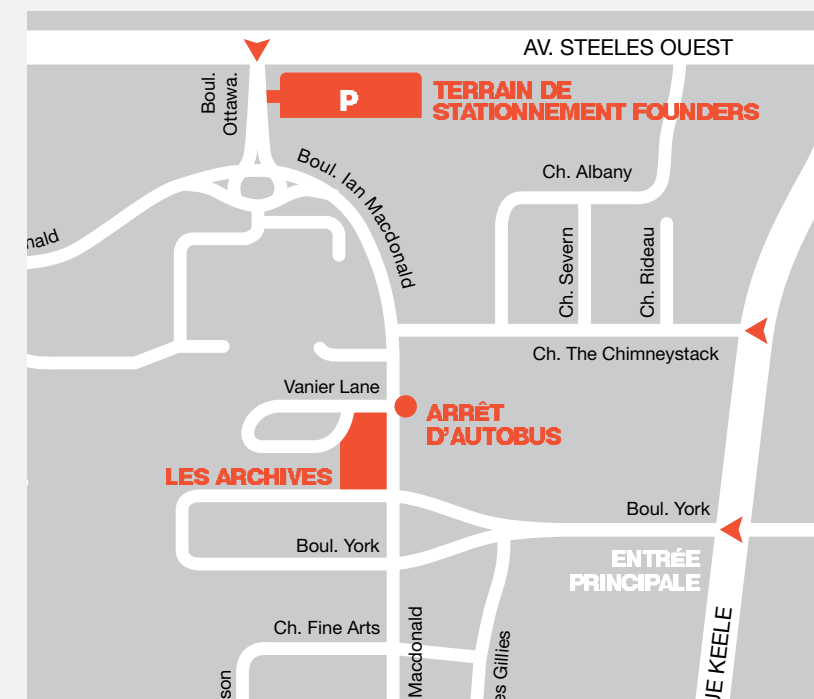 AV. STEELES OUEST
Boul.
Ottawa.
P
TERRAIN DE
STATIONNEMENT FOUNDERS
Boul. Ian Macdonald
Ch. Albany
nald
Ch. Severn
Ch. Rideau
Ch. The Chimneystack
Vanier Lane
ARRÊT
D'AUTOBUS
LES ARCHIVES
Boul. York
Boul. York
ENTRÉE
PRINCIPALE
Ch. Fine Arts
Macdonald
es Gillies
UE KEELE
son